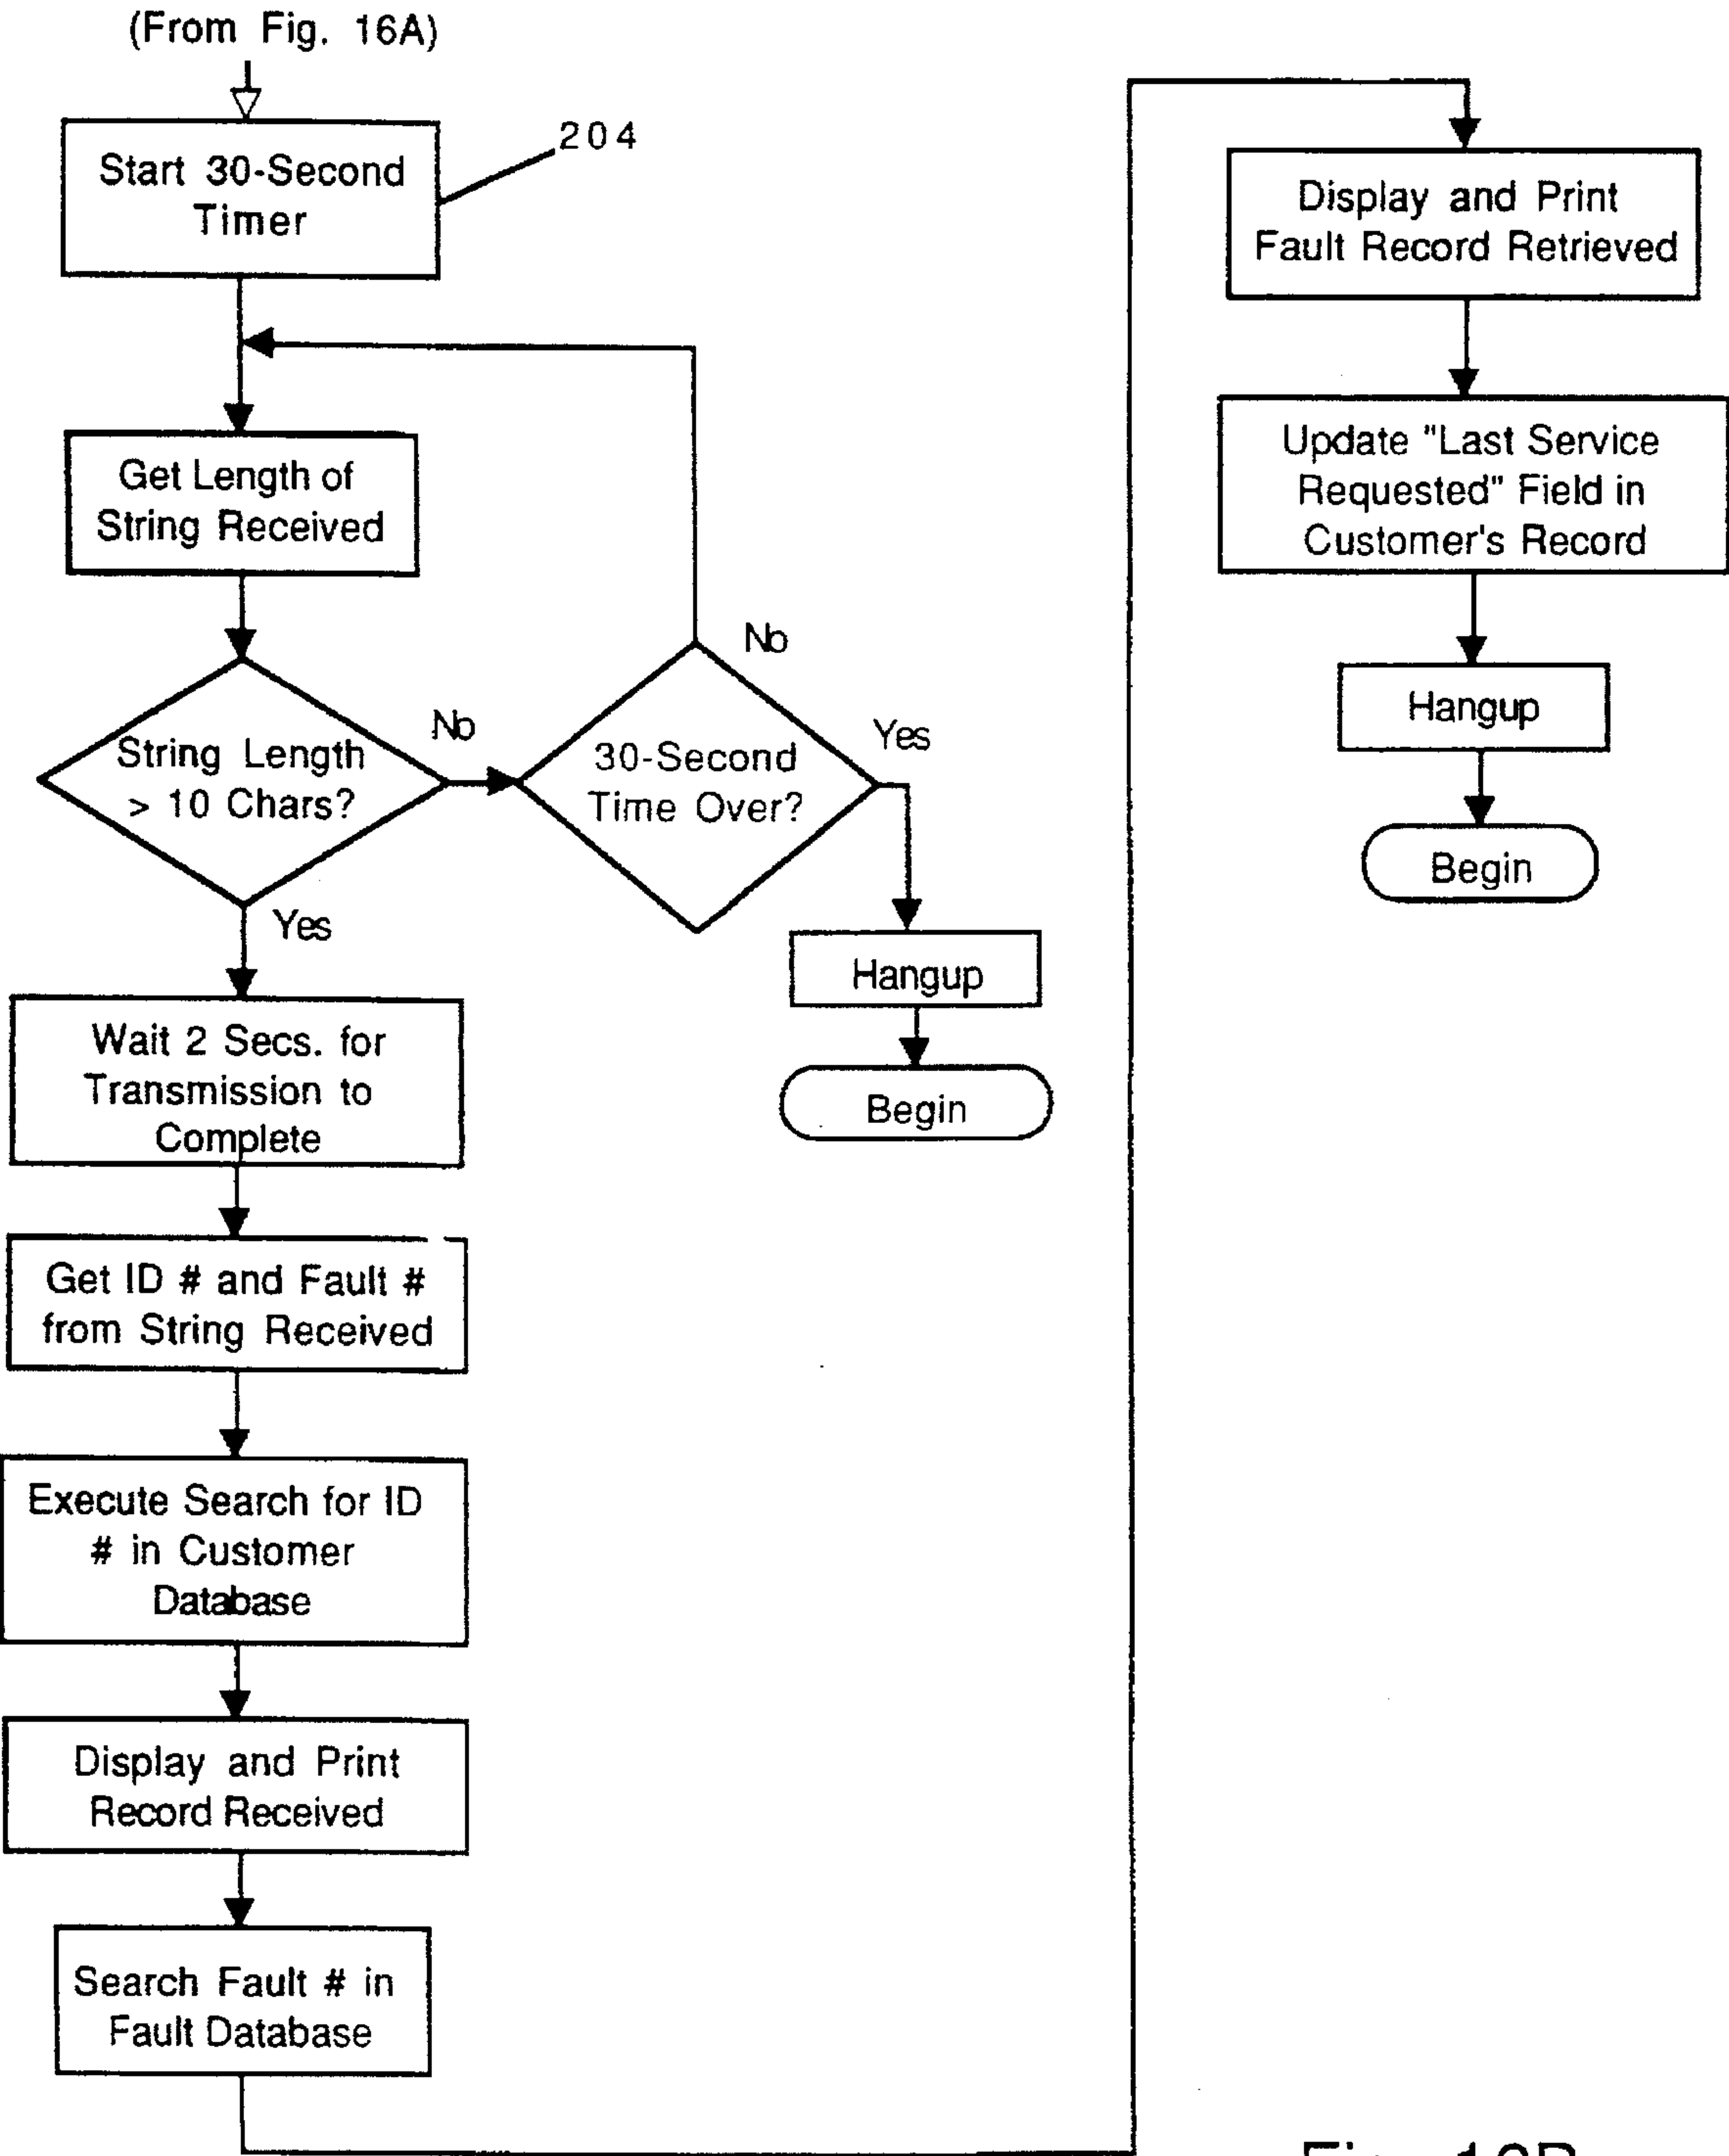 (From Fig. 16A)
Start 30-Second
Timer
204
Get Length of
String Received
String Length
> 10 Chars?
No
Yes
30-Second
Time Over?
No
Yes
Hangup
Begin
Wait 2 Secs. for
Transmission to
Complete
Get ID # and Fault #
from String Received
Execute Search for ID
# in Customer
Database
Display and Print
Record Received
Search Fault # in
Fault Database
Display and Print
Fault Record Retrieved
Update "Last Service
Requested" Field in
Customer's Record
Hangup
Begin